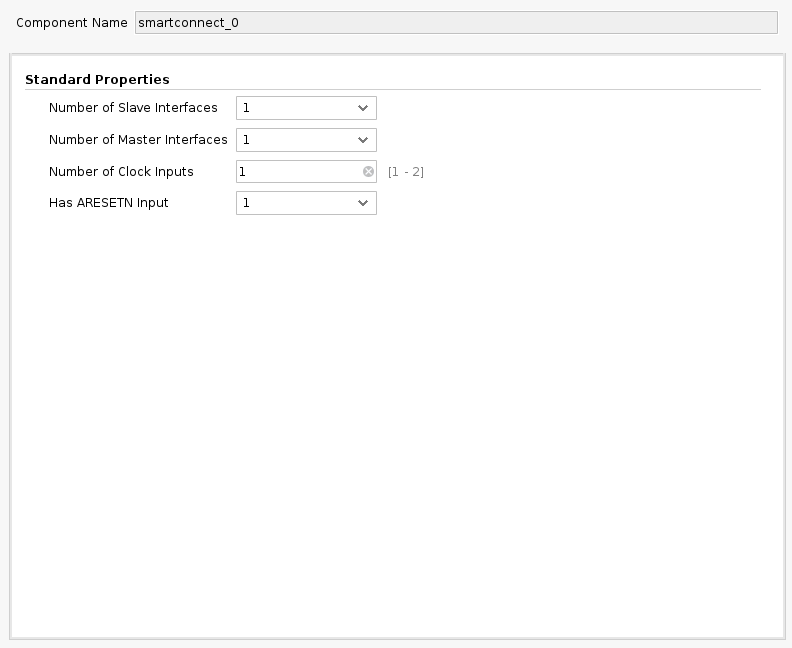 Component Name smartconnect_0
Standard Properties
Number of Slave Interfaces 1
Number of Master Interfaces 1
Number of Clock Inputs 1 [1 - 2]
Has ARESETN Input 1